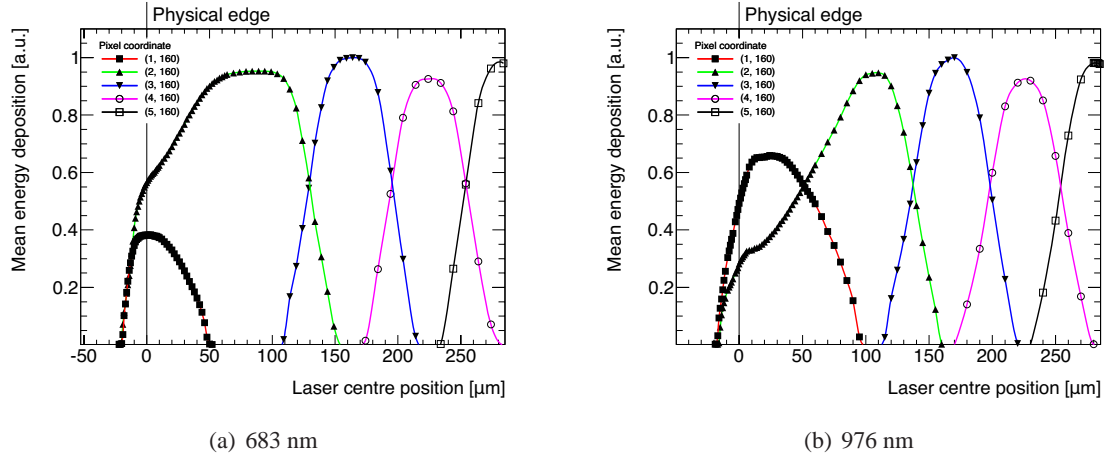 Physical edge
Mean energy deposition [a.u.]
1
0.8
0.6
0.4
0.2
Pixel coordinate
(1, 160)
(2, 160)
(3, 160)
(4, 160)
(5, 160)
-50 0 50 100 150 200 250
Laser centre position [µm]
(a) 683 nm
Physical edge
Mean energy deposition [a.u.]
1
0.8
0.6
0.4
0.2
Pixel coordinate
(1, 160)
(2, 160)
(3, 160)
(4, 160)
(5, 160)
0 50 100 150 200 250
Laser centre position [µm]
(b) 976 nm